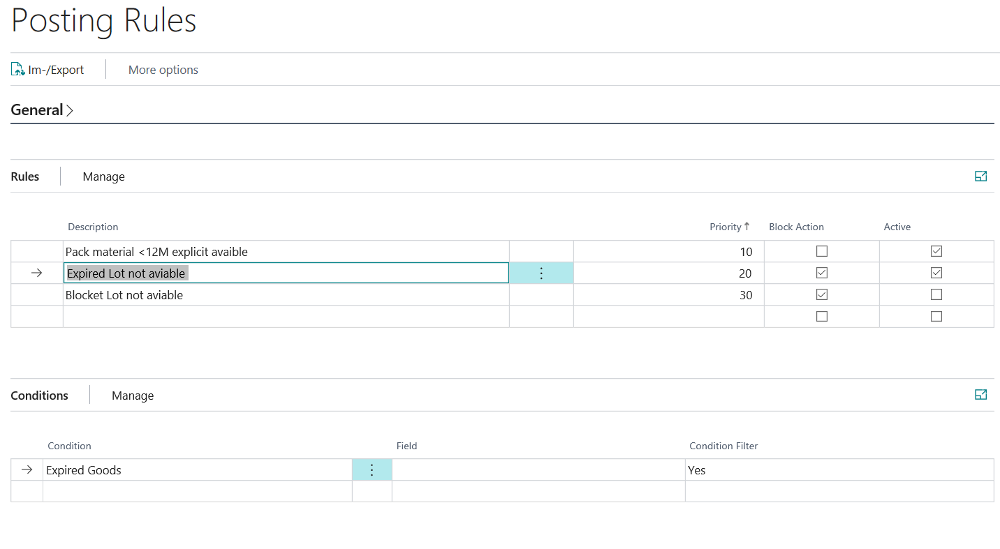 Posting Rules
Im-/Export More options
General
Rules Manage
Description Priority Block Action Active
Pack material <12M explicit avaible 10
Expired Lot not aviable 20
Blocket Lot not aviable 30
Conditions Manage
Condition Field Condition Filter
Expired Goods Yes